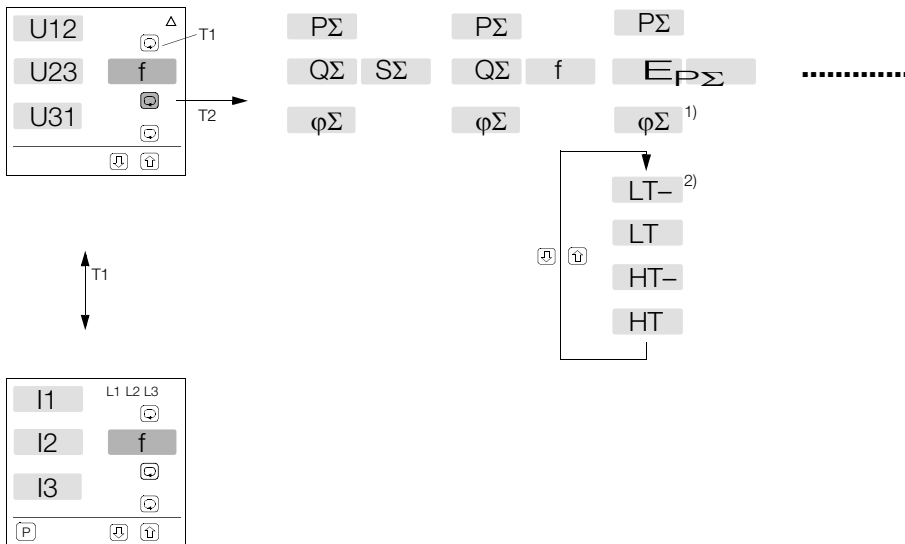 U12 △ PΣ PΣ PΣ
T1
U23 f QΣ SΣ QΣ f E_PΣ
U31 T2 φΣ φΣ φΣ 1)
LT– 2)
LT
T1 HT–
HT
I1 L1 L2 L3
I2 f
I3
P